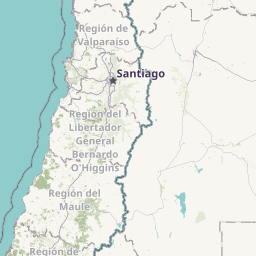 Región de
Valparaíso
Santiago
Región del
Libertador
General
Bernardo
O'Higgins
Región del
Maule
Región de